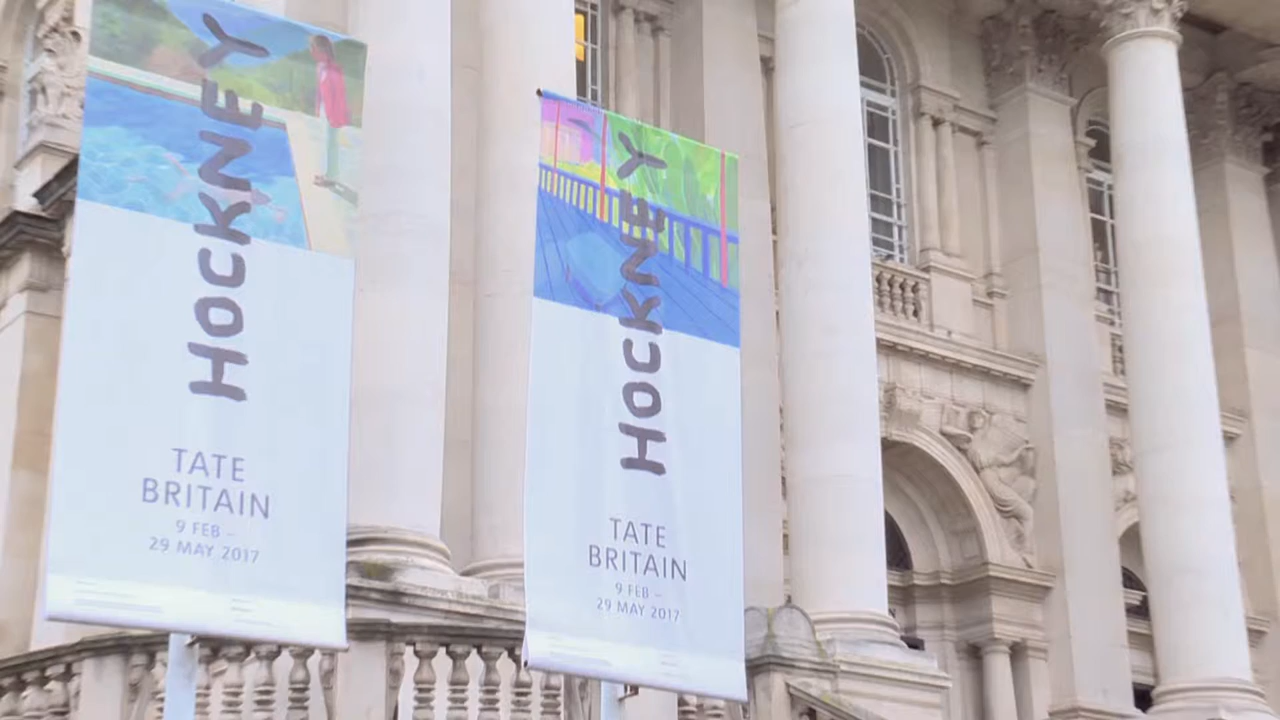 HOCKNEY
TATE
BRITAIN
9 FEB –
29 MAY 2017
HOCKNEY
TATE
BRITAIN
9 FEB –
29 MAY 2017